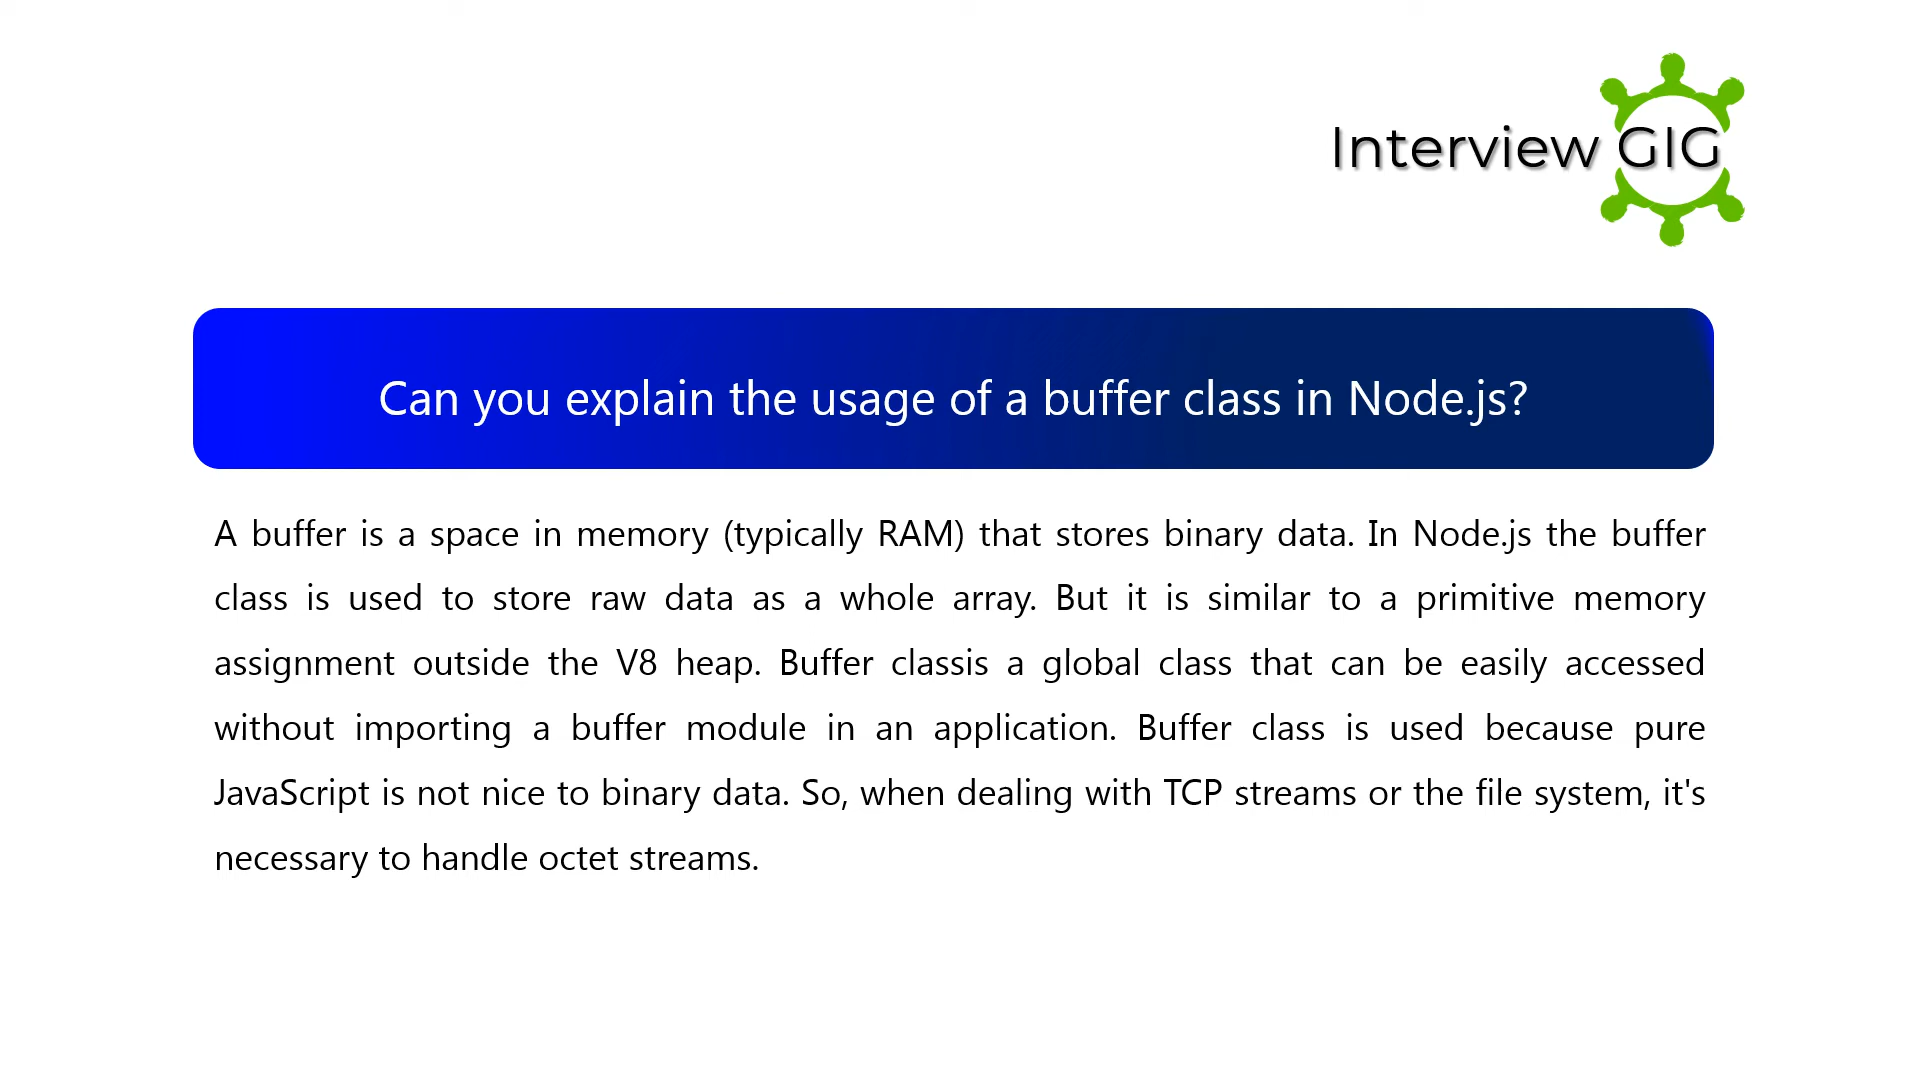 Interview GIG
Can you explain the usage of a buffer class in Node.js?
A buffer is a space in memory (typically RAM) that stores binary data. In Node.js the buffer
class is used to store raw data as a whole array. But it is similar to a primitive memory
assignment outside the V8 heap. Buffer classis a global class that can be easily accessed
without importing a buffer module in an application. Buffer class is used because pure
JavaScript is not nice to binary data. So, when dealing with TCP streams or the file system, it's
necessary to handle octet streams.